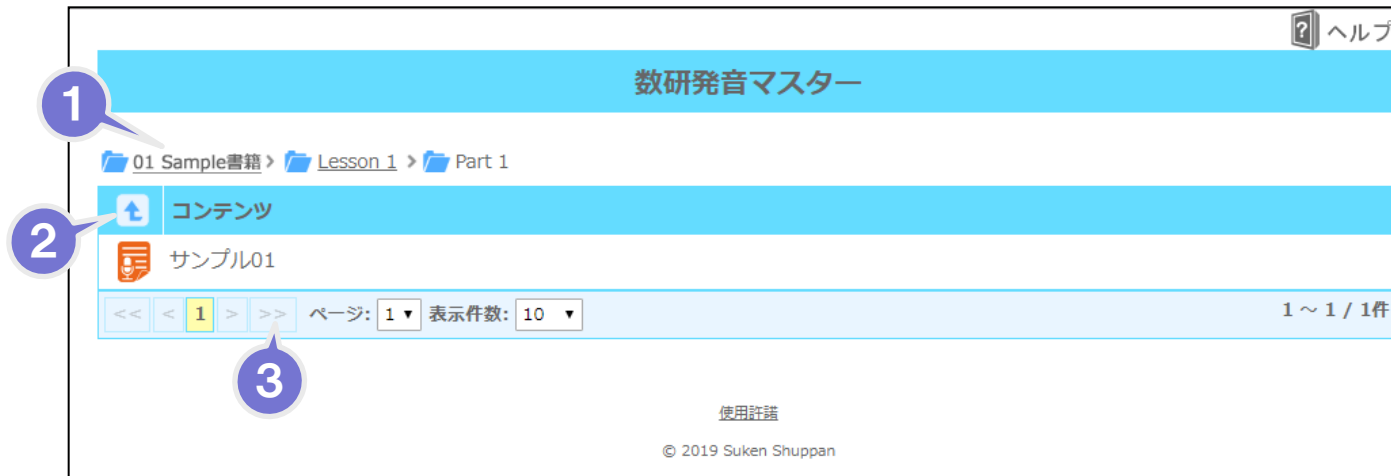 ? ヘルプ
数研発音マスター
1
01 Sample書籍 > Lesson 1 > Part 1
2
コンテンツ
サンプル01
<< < 1 > >> ページ: 1 ▼ 表示件数: 10 ▼ 1 ～ 1 / 1件
3
使用許諾
© 2019 Suken Shuppan